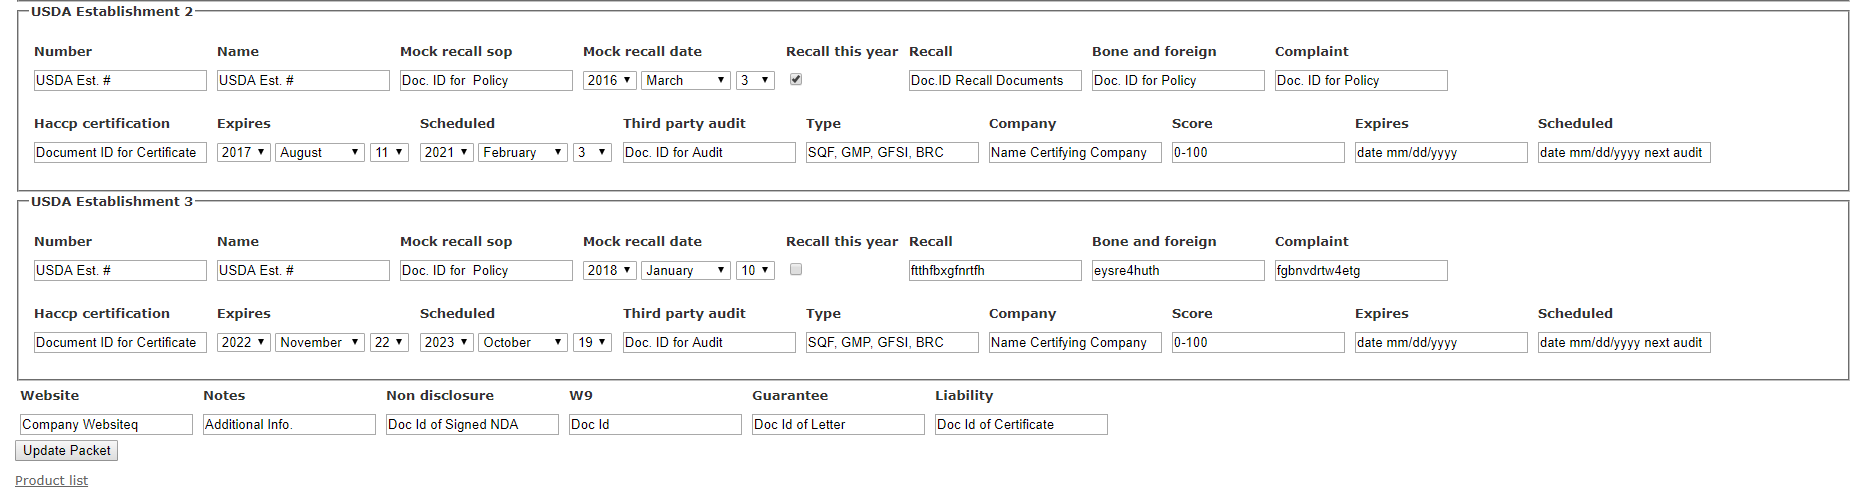 USDA Establishment 2
Number Name Mock recall sop Mock recall date Recall this year Recall Bone and foreign Complaint
USDA Est. # USDA Est. # Doc. ID for  Policy 2016 March 3 Doc.ID Recall Documents Doc. ID for Policy Doc. ID for Policy
Haccp certification Expires Scheduled Third party audit Type Company Score Expires Scheduled
Document ID for Certificate 2017 August 11 2021 February 3 Doc. ID for Audit SQF, GMP, GFSI, BRC Name Certifying Company 0-100 date mm/dd/yyyy date mm/dd/yyyy next audit
USDA Establishment 3
Number Name Mock recall sop Mock recall date Recall this year Recall Bone and foreign Complaint
USDA Est. # USDA Est. # Doc. ID for  Policy 2018 January 10 ftthfbxgfnrtfh eysre4huth fgbnvdrtw4etg
Haccp certification Expires Scheduled Third party audit Type Company Score Expires Scheduled
Document ID for Certificate 2022 November 22 2023 October 19 Doc. ID for Audit SQF, GMP, GFSI, BRC Name Certifying Company 0-100 date mm/dd/yyyy date mm/dd/yyyy next audit
Website Notes Non disclosure W9 Guarantee Liability
Company Websiteq Additional Info. Doc Id of Signed NDA Doc Id Doc Id of Letter Doc Id of Certificate
Update Packet
Product list